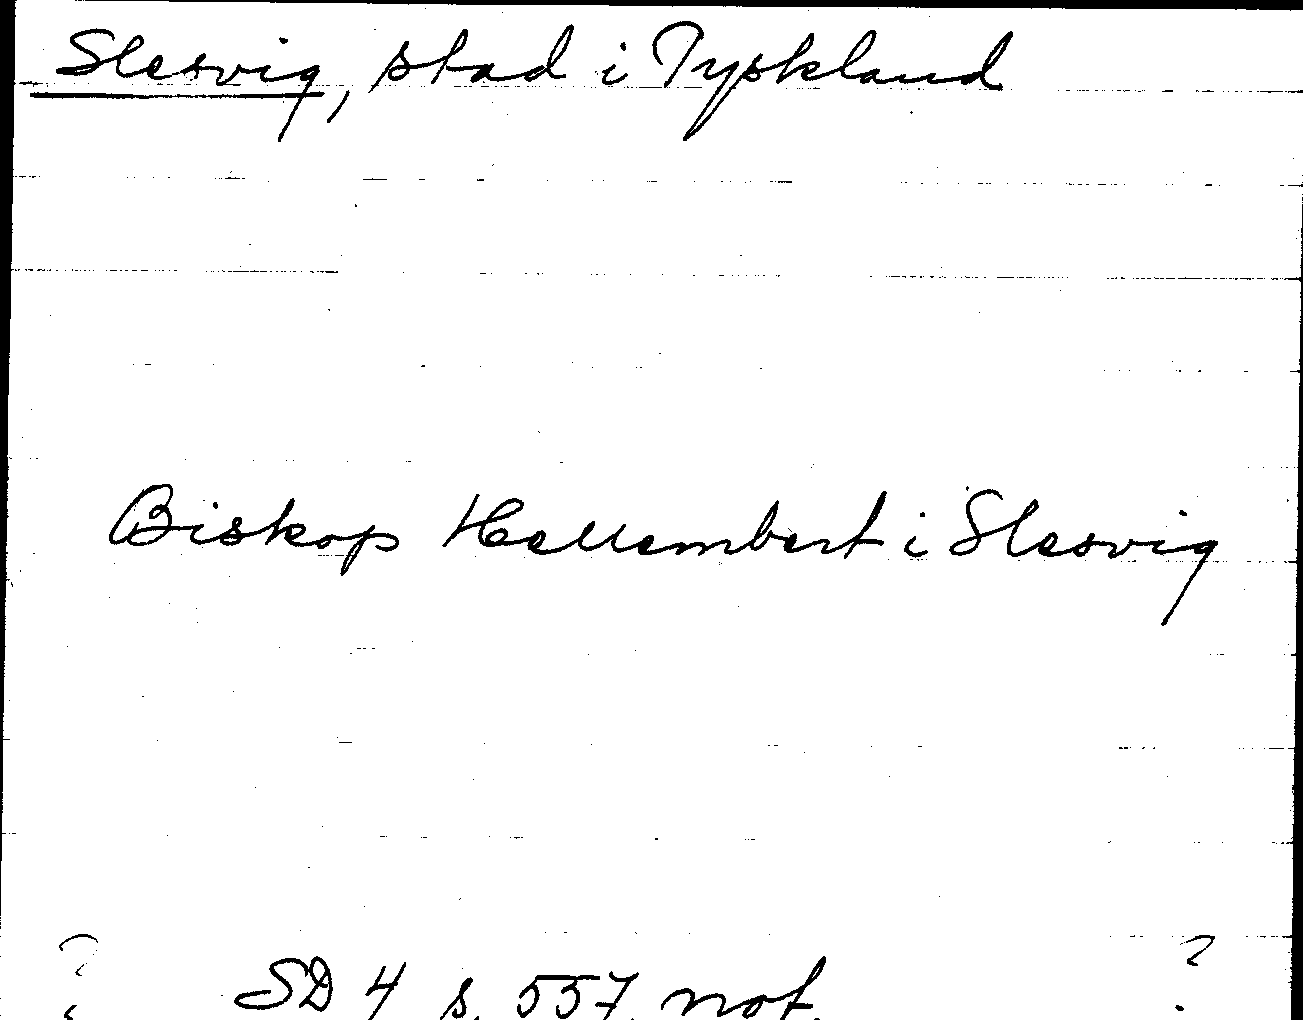 Slesvig, stad i Tyskland
Biskop Hellembert i Slesvig
? SD 4 s. 557 not. ?